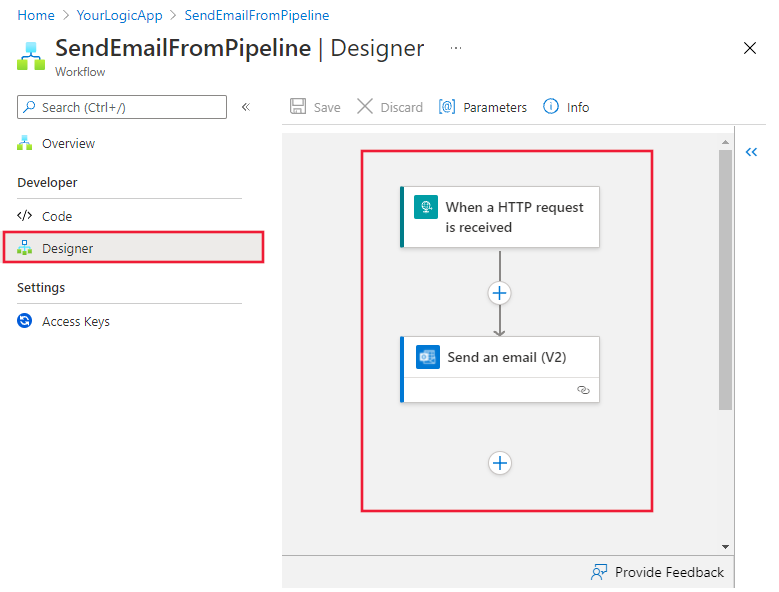 Home > YourLogicApp > SendEmailFromPipeline
SendEmailFromPipeline | Designer ...
Workflow
Search (Ctrl+/)
«
Save
Discard
[@] Parameters
Info
Overview
Developer
</> Code
Designer
Settings
Access Keys
«
When a HTTP request
is received
Send an email (V2)
Provide Feedback